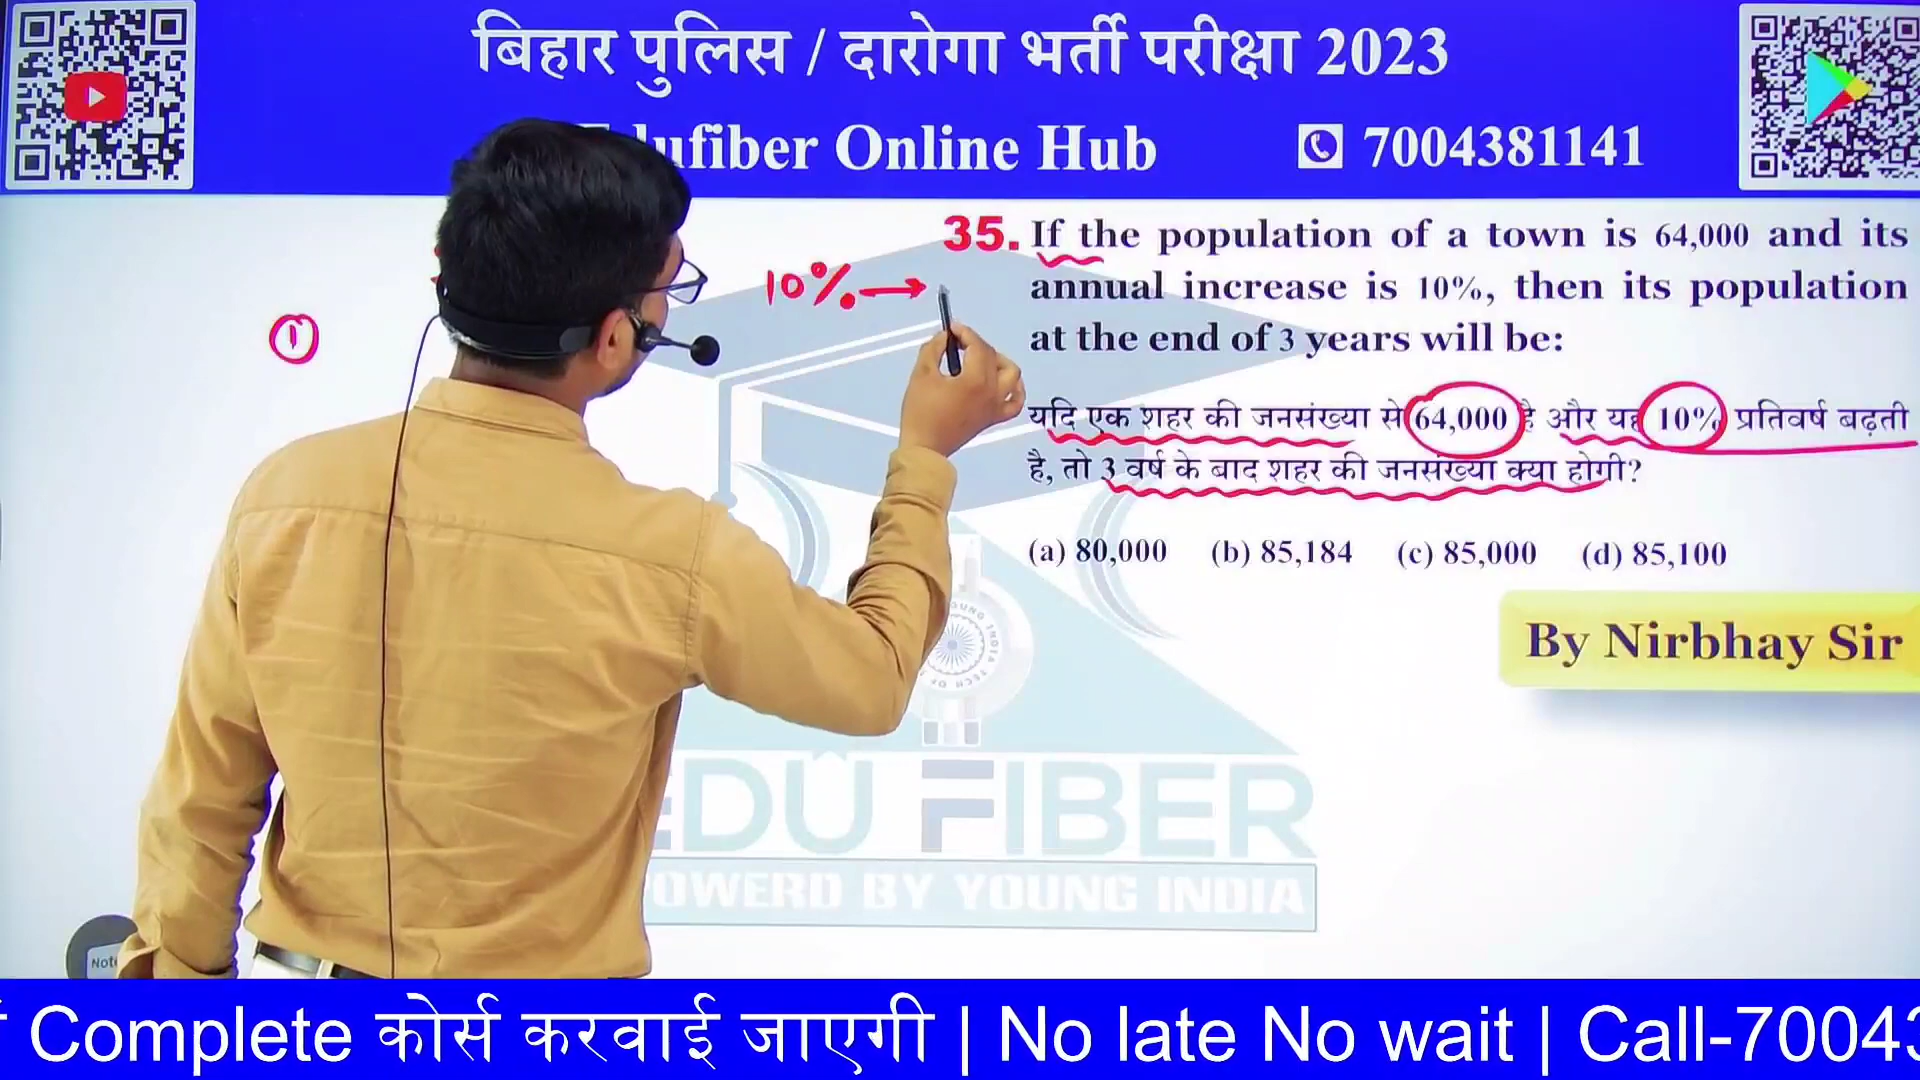 बिहार पुलिस / दारोगा भर्ती परीक्षा 2023
Edufiber Online Hub
7004381141
35. If the population of a town is 64,000 and its
annual increase is 10%, then its population
at the end of 3 years will be:
10% →
1
यदि एक शहर की जनसंख्या से 64,000 है और यह 10% प्रतिवर्ष बढ़ती
है, तो 3 वर्ष के बाद शहर की जनसंख्या क्या होगी?
(a) 80,000 (b) 85,184 (c) 85,000 (d) 85,100
By Nirbhay Sir
EDU FIBER
POWERD BY YOUNG INDIA
Note
Complete कोर्स करवाई जाएगी | No late No wait | Call-70043